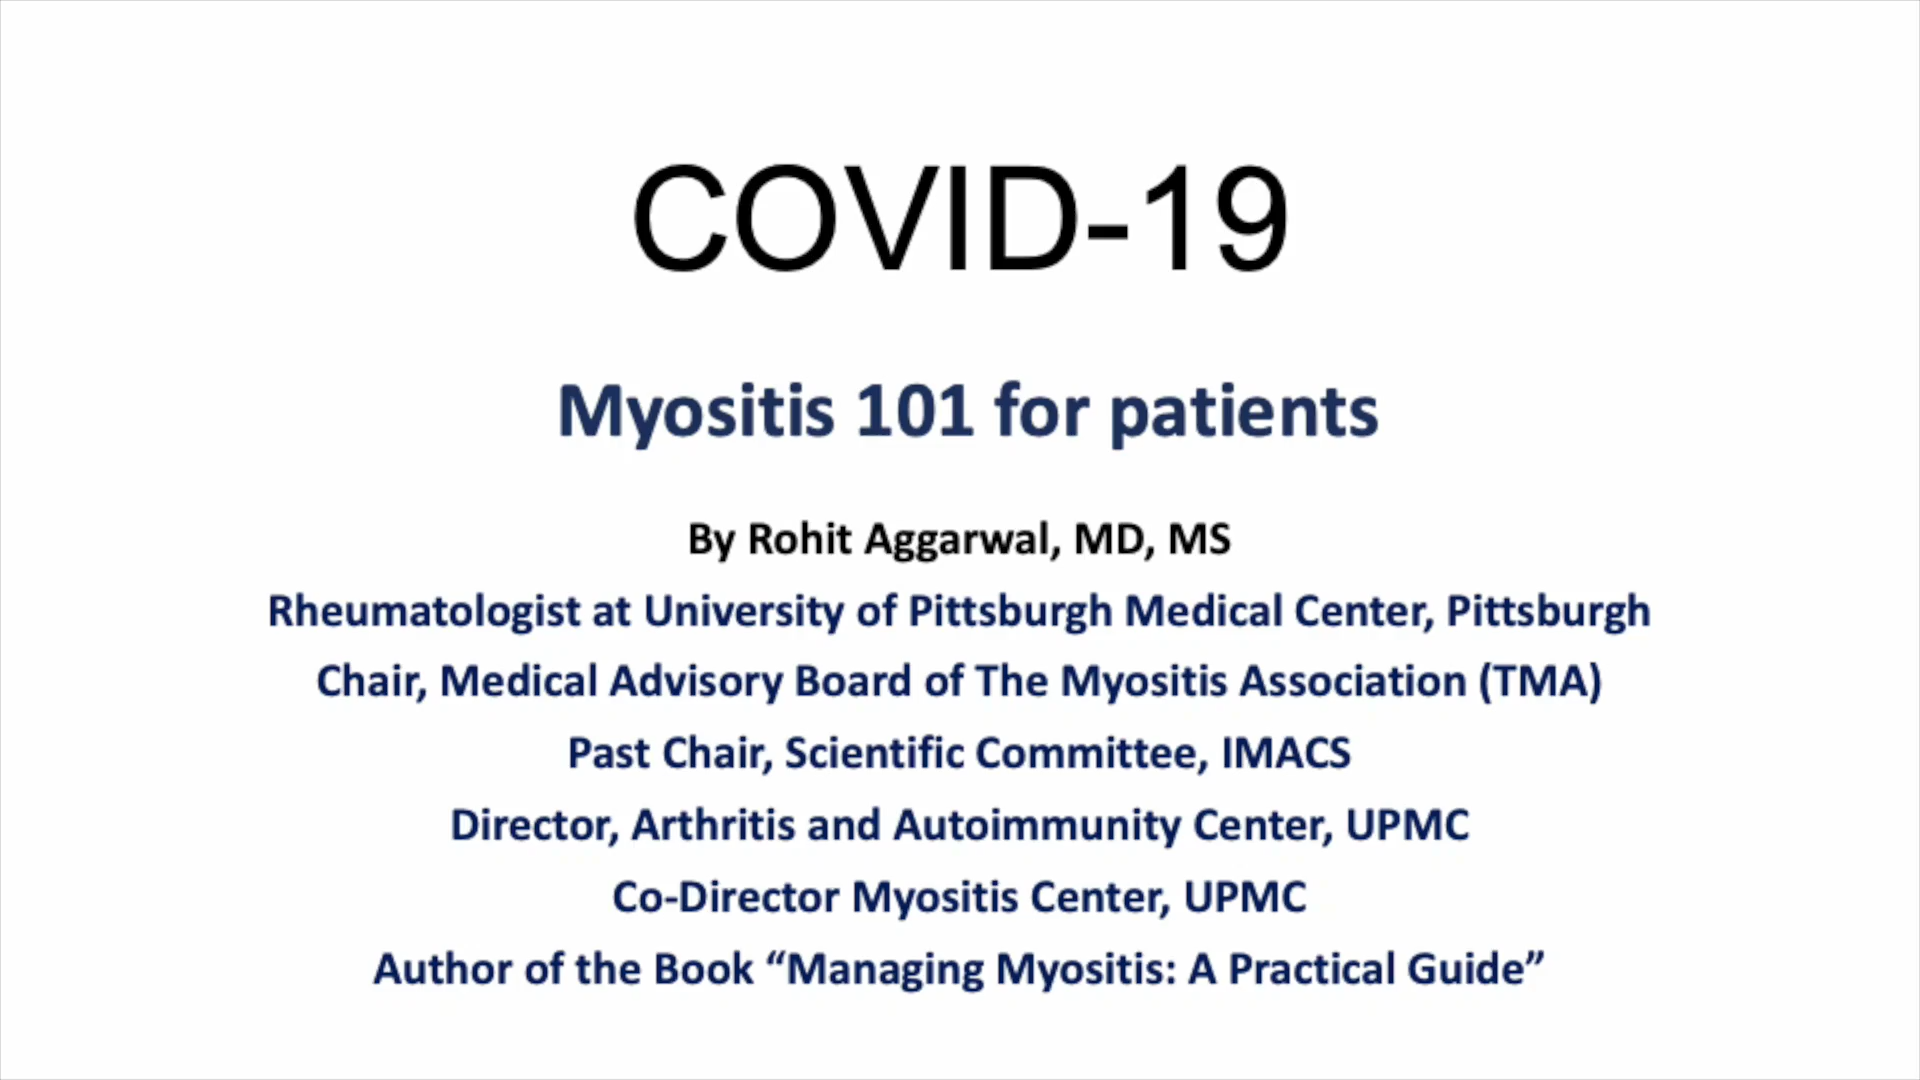 COVID-19
Myositis 101 for patients
By Rohit Aggarwal, MD, MS
Rheumatologist at University of Pittsburgh Medical Center, Pittsburgh
Chair, Medical Advisory Board of The Myositis Association (TMA)
Past Chair, Scientific Committee, IMACS
Director, Arthritis and Autoimmunity Center, UPMC
Co-Director Myositis Center, UPMC
Author of the Book “Managing Myositis: A Practical Guide”